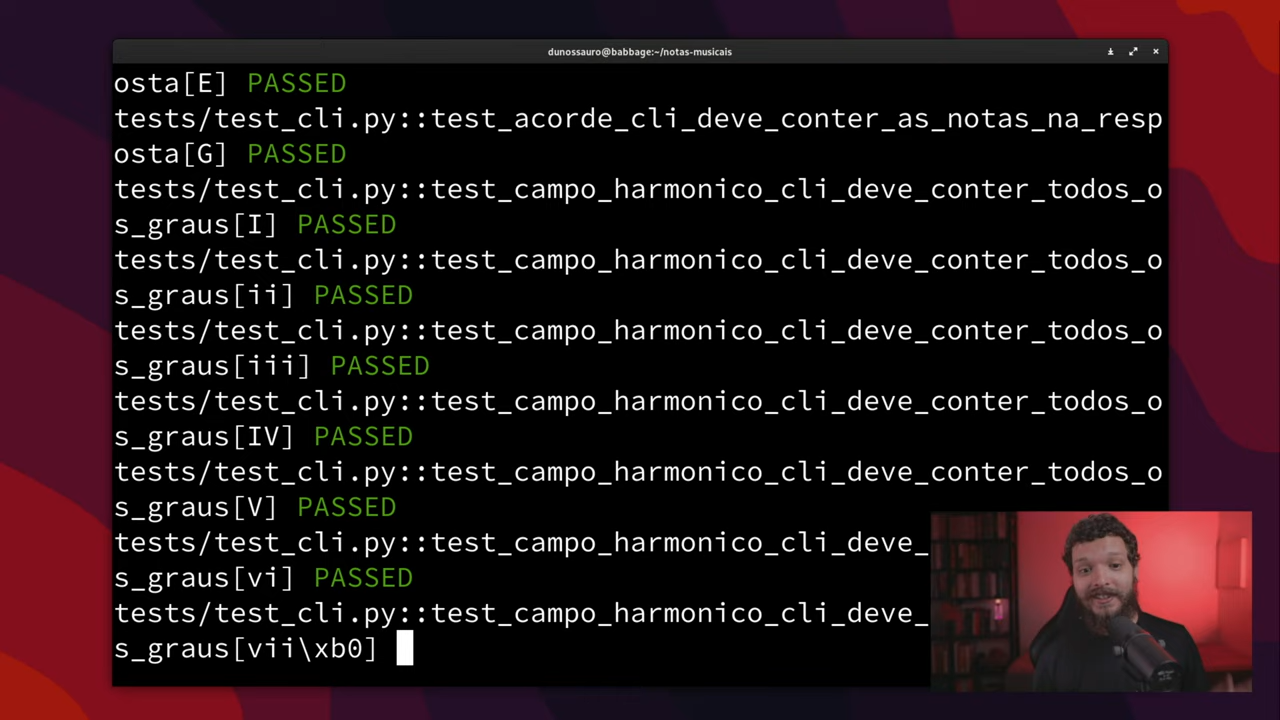 dunossauro@babbage:~/notas-musicais
osta[E] PASSED
tests/test_cli.py::test_acorde_cli_deve_conter_as_notas_na_resp
osta[G] PASSED
tests/test_cli.py::test_campo_harmonico_cli_deve_conter_todos_o
s_graus[I] PASSED
tests/test_cli.py::test_campo_harmonico_cli_deve_conter_todos_o
s_graus[ii] PASSED
tests/test_cli.py::test_campo_harmonico_cli_deve_conter_todos_o
s_graus[iii] PASSED
tests/test_cli.py::test_campo_harmonico_cli_deve_conter_todos_o
s_graus[IV] PASSED
tests/test_cli.py::test_campo_harmonico_cli_deve_conter_todos_o
s_graus[V] PASSED
tests/test_cli.py::test_campo_harmonico_cli_deve_
s_graus[vi] PASSED
tests/test_cli.py::test_campo_harmonico_cli_deve_
s_graus[vii\xb0]